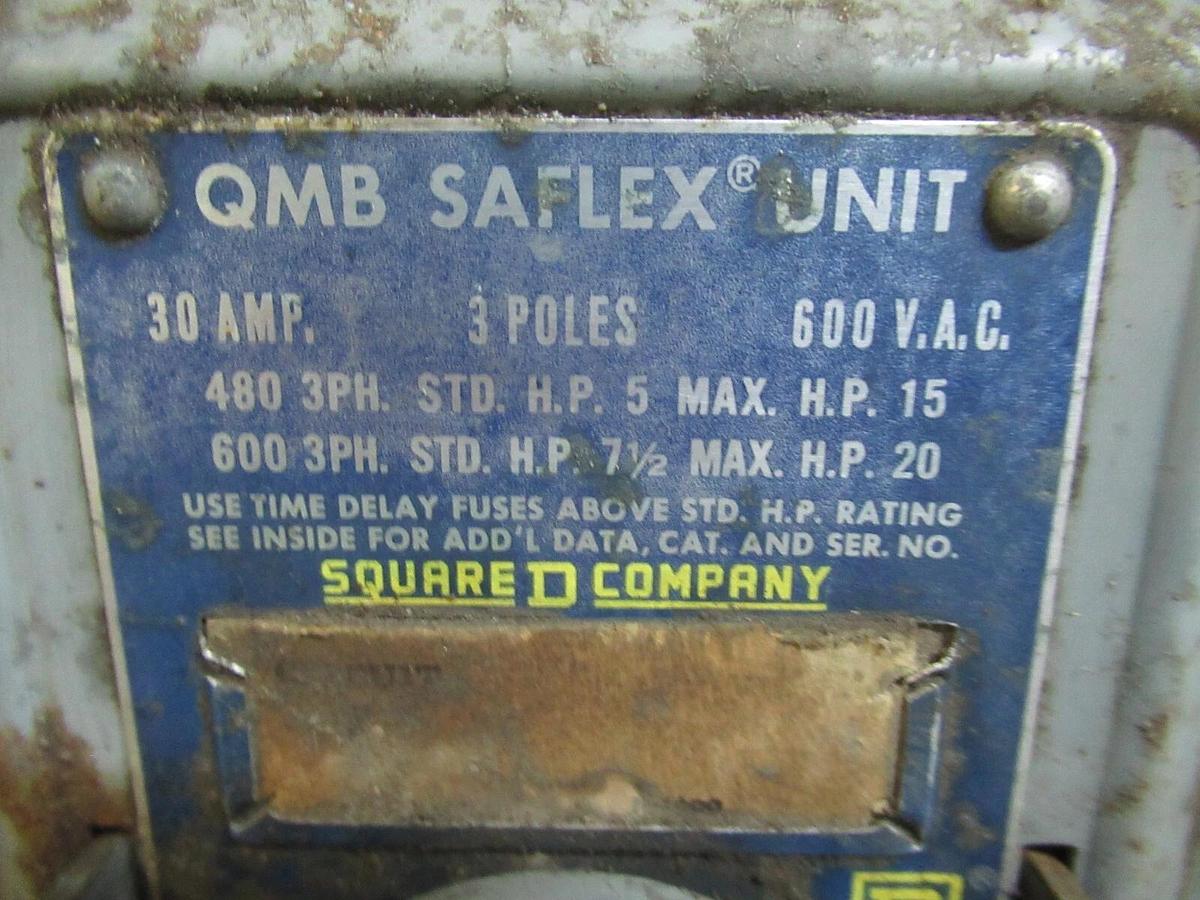 QMB SAFLEX® UNIT
30 AMP. 3 POLES 600 V.A.C.
480 3PH. STD. H.P. 5 MAX. H.P. 15
600 3PH. STD. H.P. 7½ MAX. H.P. 20
USE TIME DELAY FUSES ABOVE STD. H.P. RATING
SEE INSIDE FOR ADD'L DATA, CAT. AND SER. NO.
SQUARE D COMPANY